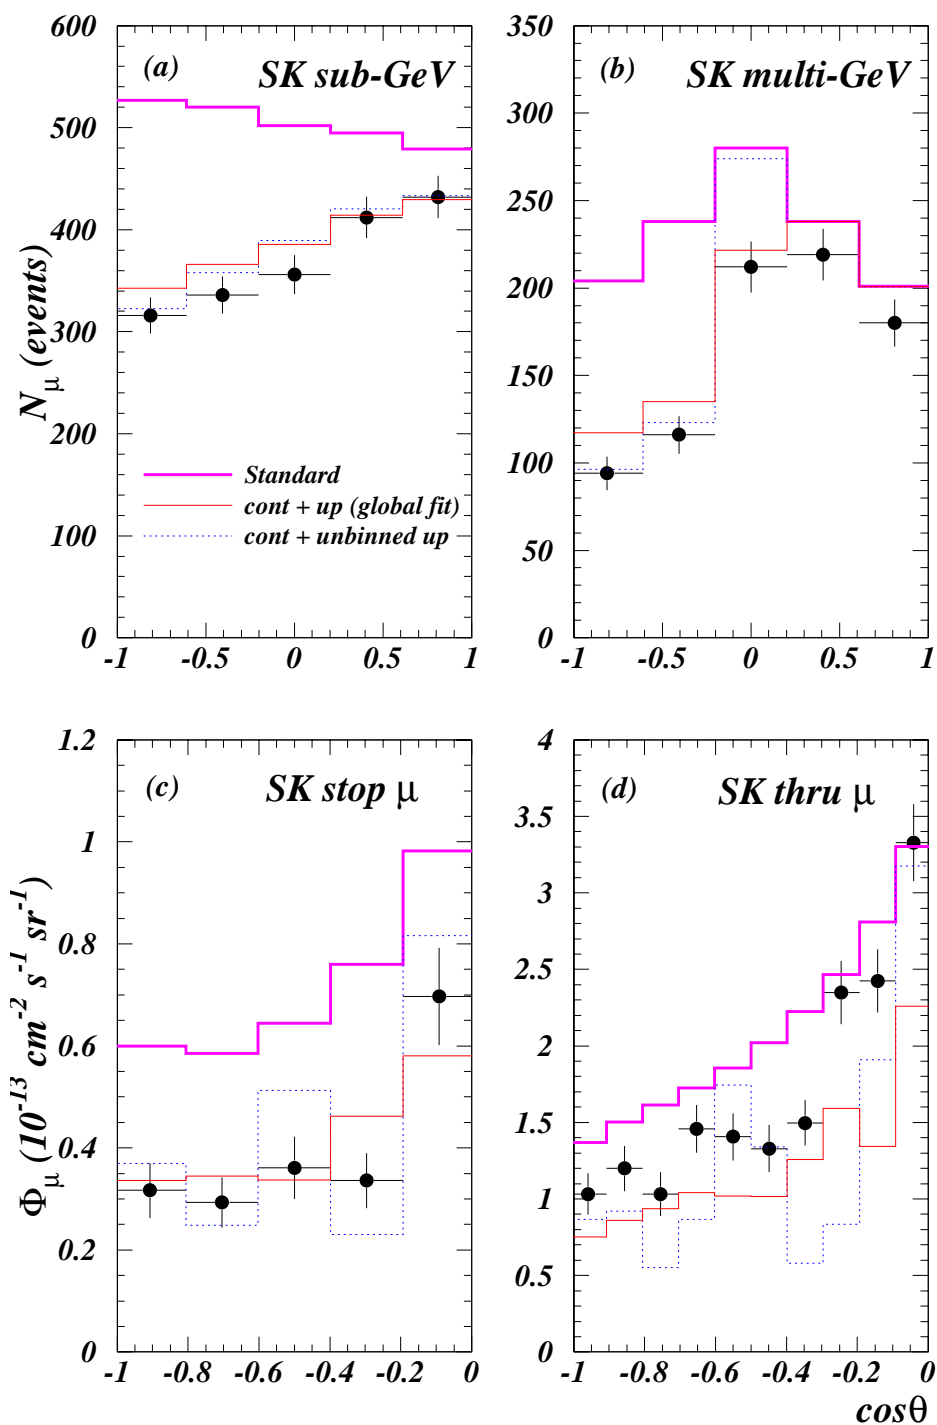 (a) SK sub-GeV
600
500
400
300
200
100
0
N_μ (events)
Standard
cont + up (global fit)
cont + unbinned up
-1 -0.5 0 0.5 1
(b) SK multi-GeV
350
300
250
200
150
100
50
0
-1 -0.5 0 0.5 1
(c) SK stop μ
1.2
1
0.8
0.6
0.4
0.2
0
Φ_μ (10^-13 cm^-2 s^-1 sr^-1)
-1 -0.8 -0.6 -0.4 -0.2 0
(d) SK thru μ
4
3.5
3
2.5
2
1.5
1
0.5
0
-1 -0.8 -0.6 -0.4 -0.2 0
cosθ